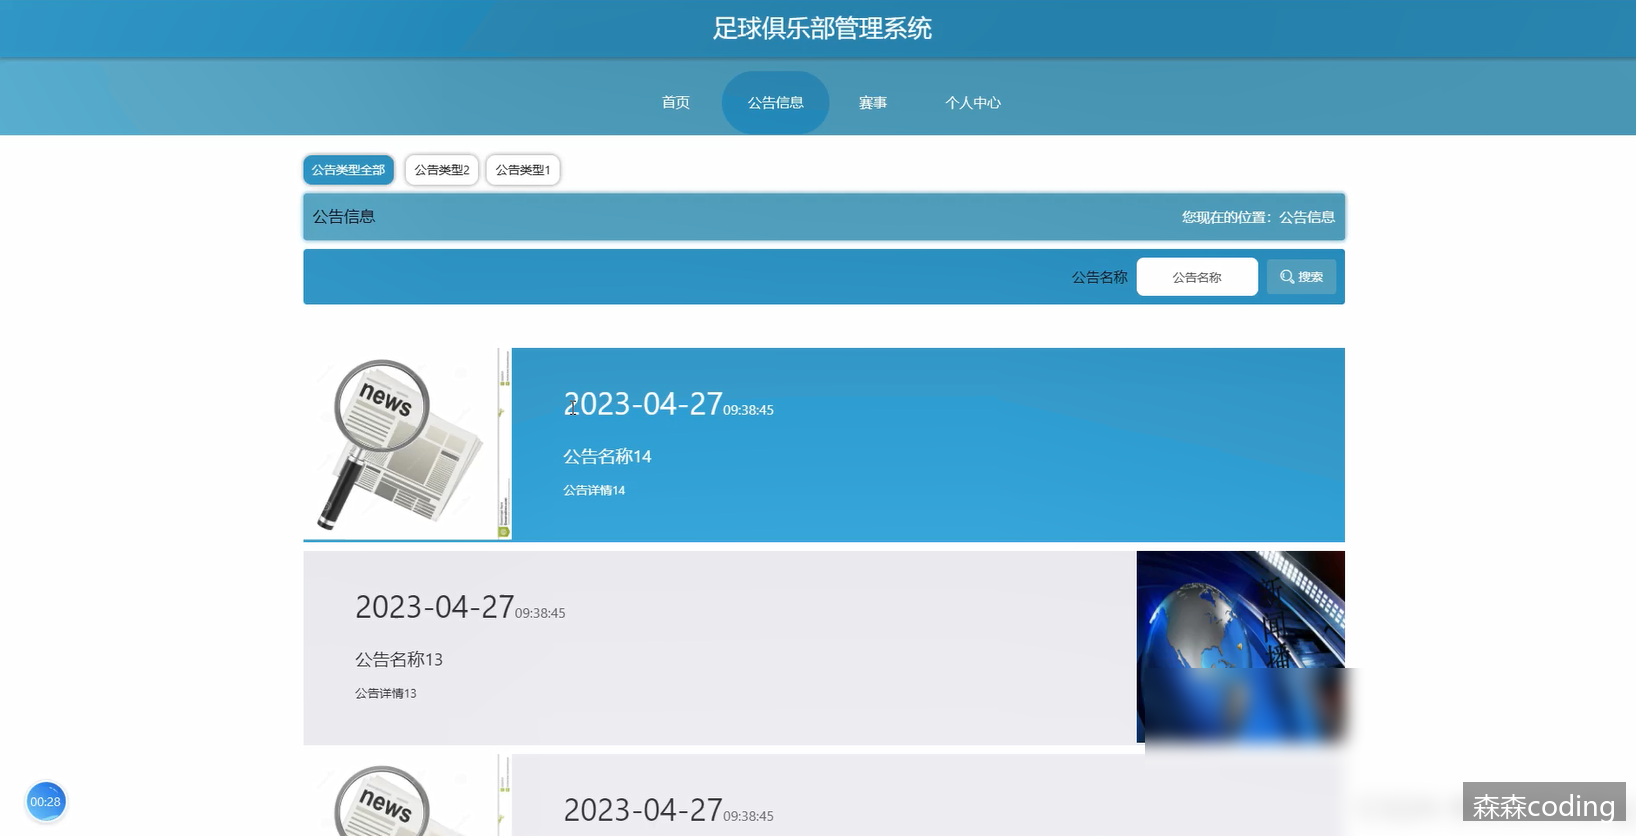 足球俱乐部管理系统
首页 公告信息 赛事 个人中心
公告类型全部 公告类型2 公告类型1
公告信息 您现在的位置：公告信息
公告名称 公告名称 搜索
news
2023-04-27 09:38:45
公告名称14
公告详情14
2023-04-27 09:38:45
公告名称13
公告详情13
新闻播
news
2023-04-27 09:38:45
00:28
森森coding